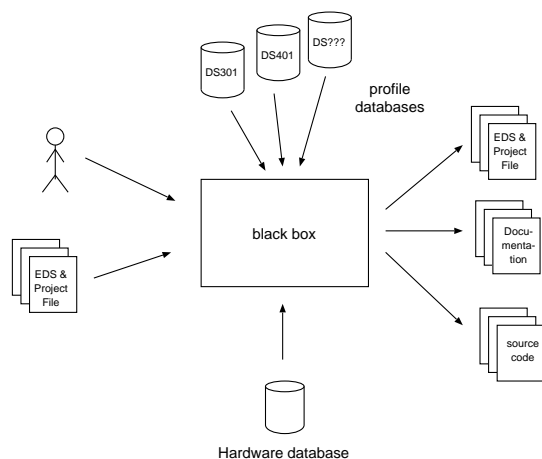 DS301
DS401
DS???
profile
databases
EDS &
Project
File
black box
Docu-
menta-
tion
EDS &
Project
File
source
code
Hardware database